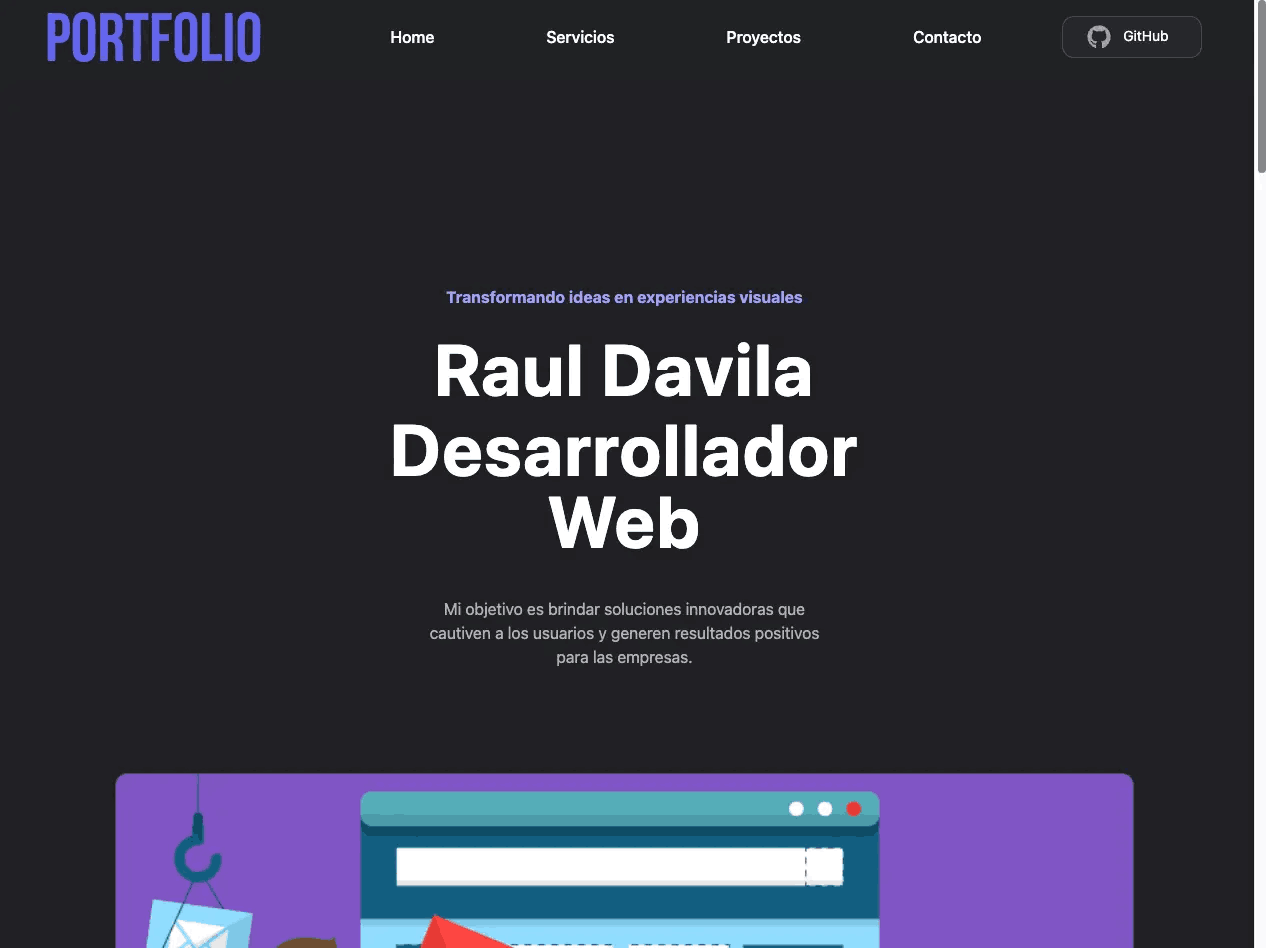 PORTFOLIO
Home
Servicios
Proyectos
Contacto
GitHub
Transformando ideas en experiencias visuales
Raul Davila
Desarrollador
Web
Mi objetivo es brindar soluciones innovadoras que
cautiven a los usuarios y generen resultados positivos
para las empresas.